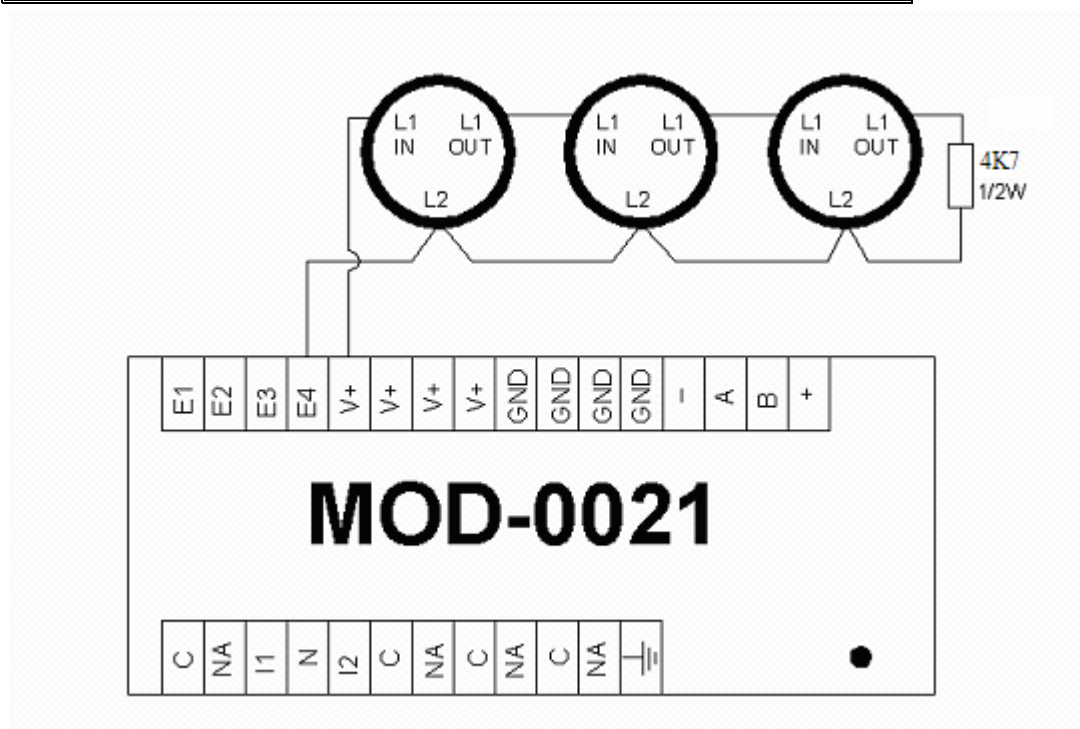 L1 L1 L1 L1 L1 L1
IN OUT IN OUT IN OUT
4K7
1/2W
L2 L2 L2
E1 E2 E3 E4 V+ V+ V+ V+ GND GND GND GND - A B +
MOD-0021
C NA I1 N I2 C NA C NA C NA